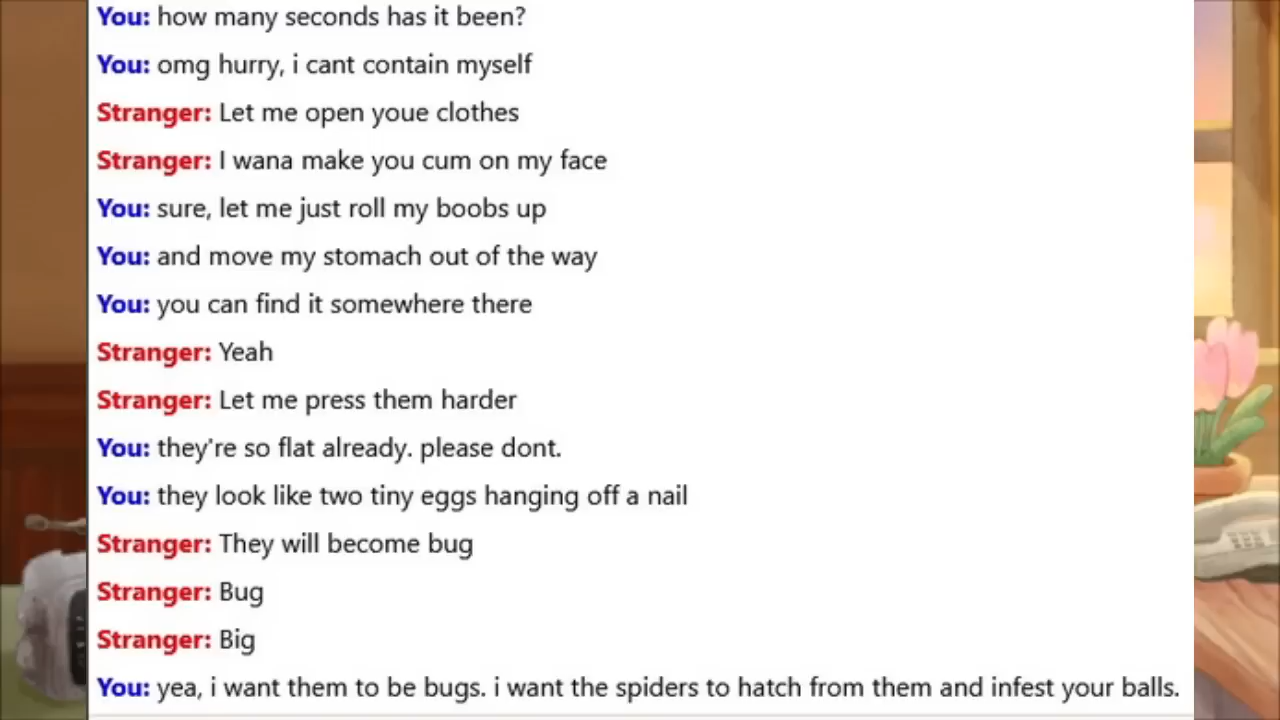 You: how many seconds has it been?
You: omg hurry, i cant contain myself
Stranger: Let me open youe clothes
Stranger: I wana make you cum on my face
You: sure, let me just roll my boobs up
You: and move my stomach out of the way
You: you can find it somewhere there
Stranger: Yeah
Stranger: Let me press them harder
You: they're so flat already. please dont.
You: they look like two tiny eggs hanging off a nail
Stranger: They will become bug
Stranger: Bug
Stranger: Big
You: yea, i want them to be bugs. i want the spiders to hatch from them and infest your balls.